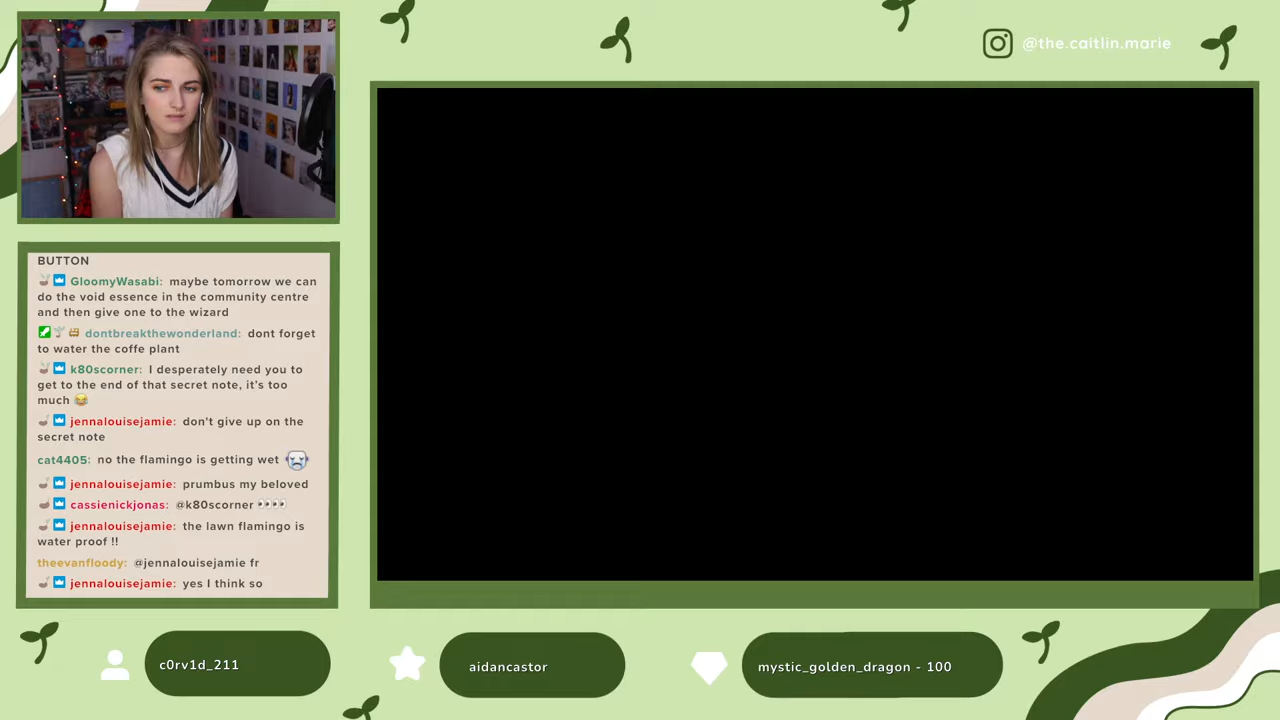 @the.caitlin.marie
BUTTON
GloomyWasabi: maybe tomorrow we can
do the void essence in the community centre
and then give one to the wizard
dontbreakthewonderland: dont forget
to water the coffe plant
k80scorner: I desperately need you to
get to the end of that secret note, it's too
much 😂
jennalouisejamie: don't give up on the
secret note
cat4405: no the flamingo is getting wet
jennalouisejamie: prumbus my beloved
cassienickjonas: @k80scorner 👀👀
jennalouisejamie: the lawn flamingo is
water proof !!
theevanfloody: @jennalouisejamie fr
jennalouisejamie: yes I think so
c0rv1d_211
aidancastor
mystic_golden_dragon - 100